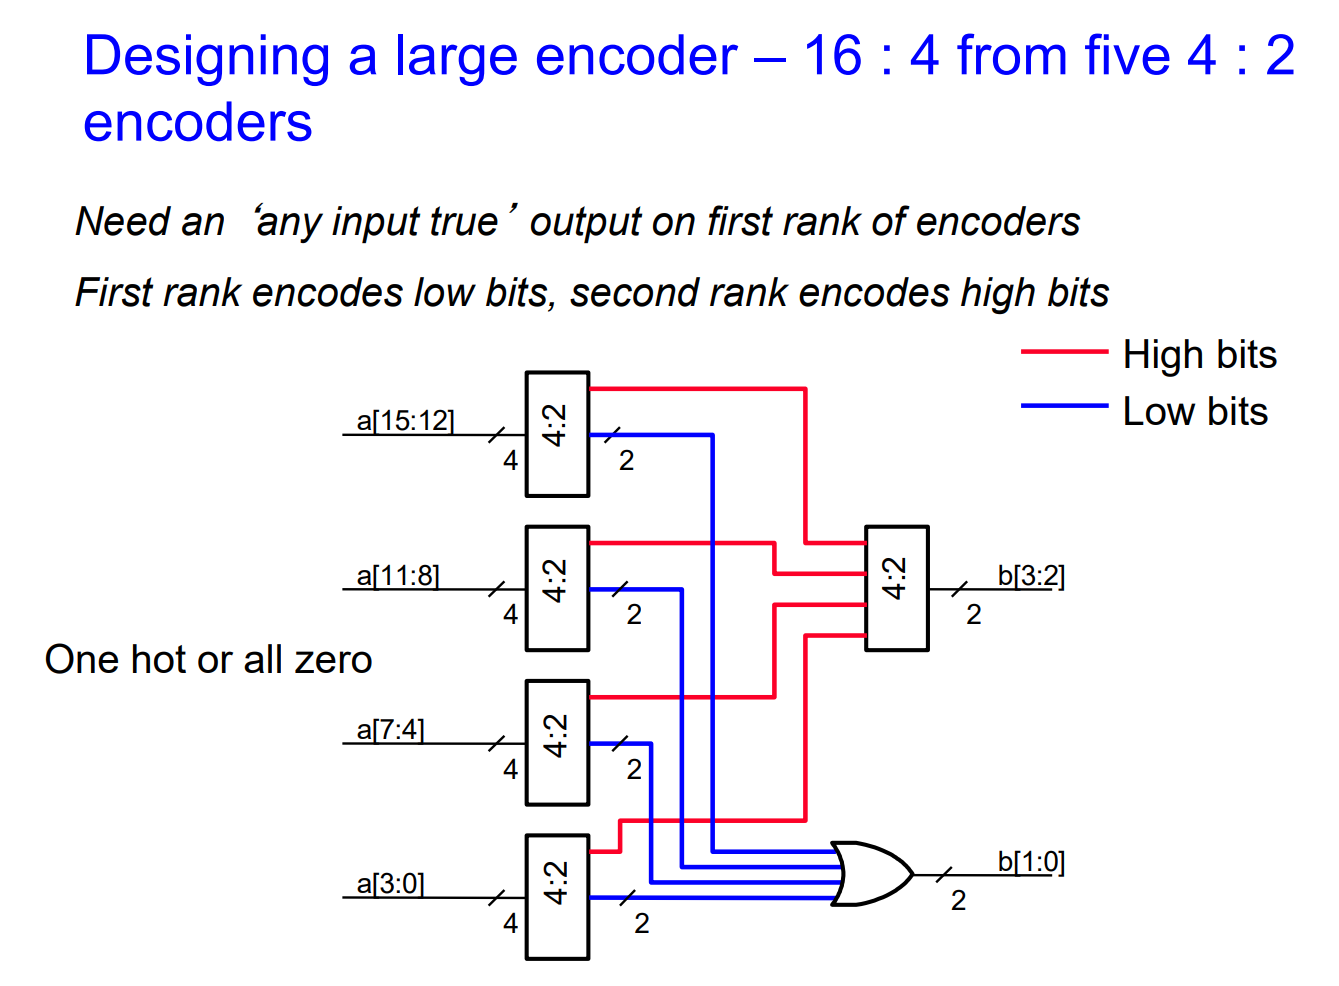 Designing a large encoder – 16 : 4 from five 4 : 2
encoders
Need an ‘any input true’ output on first rank of encoders
First rank encodes low bits, second rank encodes high bits
High bits
Low bits
a[15:12]
4
4:2
2
a[11:8]
4
4:2
2
4:2
b[3:2]
2
One hot or all zero
a[7:4]
4
4:2
2
a[3:0]
4
4:2
2
b[1:0]
2